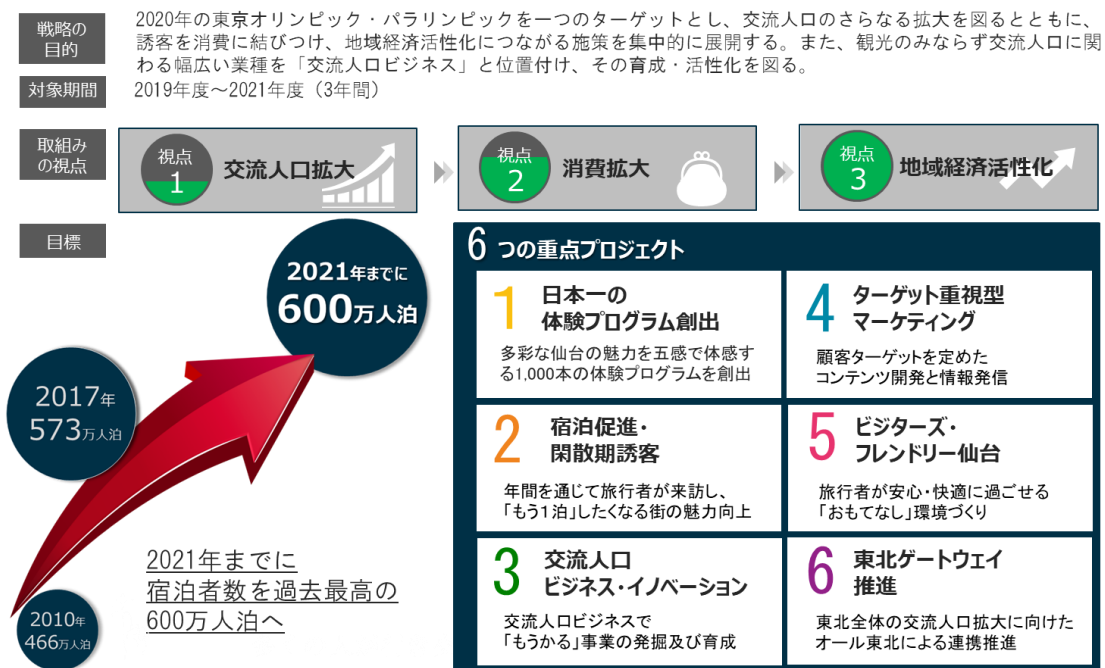 戦略の
目的
2020年の東京オリンピック・パラリンピックを一つのターゲットとし、交流人口のさらなる拡大を図るとともに、
誘客を消費に結びつけ、地域経済活性化につながる施策を集中的に展開する。また、観光のみならず交流人口に関
わる幅広い業種を「交流人口ビジネス」と位置付け、その育成・活性化を図る。
対象期間
2019年度～2021年度（3年間）
取組み
の視点
視点
1
交流人口拡大
視点
2
消費拡大
視点
3
地域経済活性化
目標
2021年までに
600万人泊
2017年
573万人泊
2010年
466万人泊
2021年までに
宿泊者数を過去最高の
600万人泊へ
6つの重点プロジェクト
1
日本一の
体験プログラム創出
多彩な仙台の魅力を五感で体感す
る1,000本の体験プログラムを創出
2
宿泊促進・
閑散期誘客
年間を通じて旅行者が来訪し、
「もう1泊」したくなる街の魅力向上
3
交流人口
ビジネス・イノベーション
交流人口ビジネスで
「もうかる」事業の発掘及び育成
4
ターゲット重視型
マーケティング
顧客ターゲットを定めた
コンテンツ開発と情報発信
5
ビジターズ・
フレンドリー仙台
旅行者が安心・快適に過ごせる
「おもてなし」環境づくり
6
東北ゲートウェイ
推進
東北全体の交流人口拡大に向けた
オール東北による連携推進